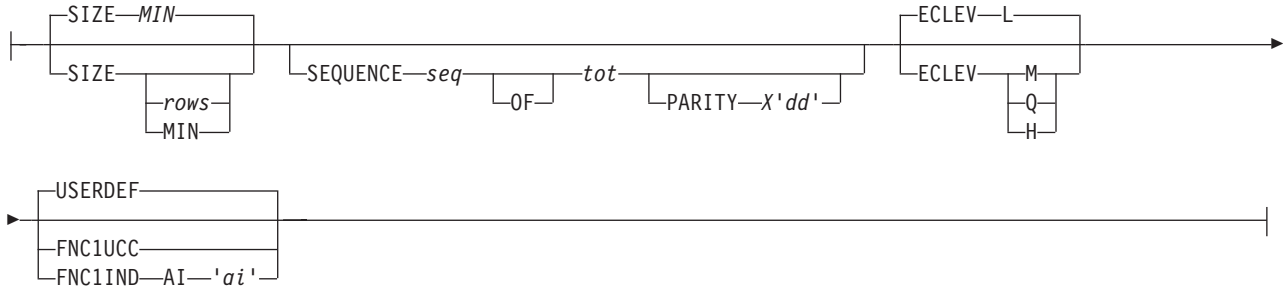 SIZE MIN
ECLEV L
SIZE
rows
MIN
SEQUENCE seq
OF
tot
PARITY X'dd'
ECLEV
M
Q
H
USERDEF
FNC1UCC
FNC1IND AI 'ai'